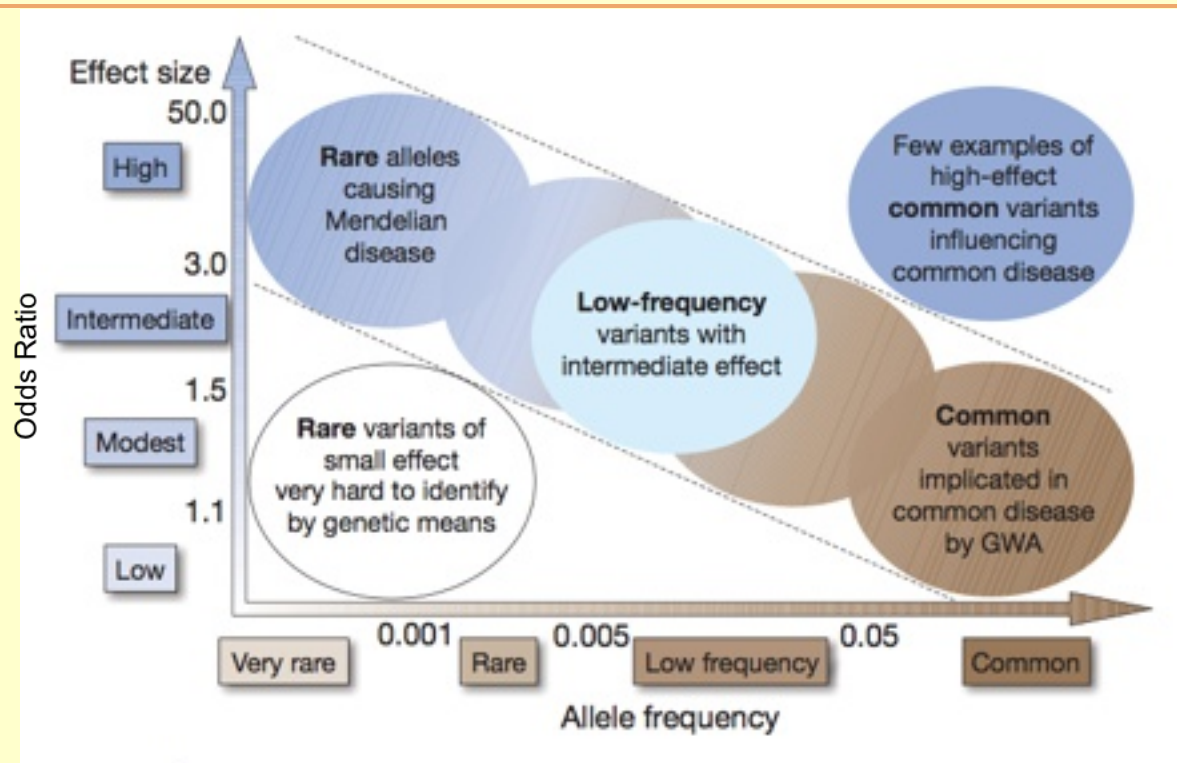 Effect size
50.0
High
3.0
Intermediate
1.5
Modest
1.1
Low
Odds Ratio
Rare alleles
causing
Mendelian
disease
Few examples of
high-effect
common variants
influencing
common disease
Low-frequency
variants with
intermediate effect
Rare variants of
small effect
very hard to identify
by genetic means
Common
variants
implicated in
common disease
by GWA
0.001
0.005
0.05
Very rare
Rare
Low frequency
Common
Allele frequency